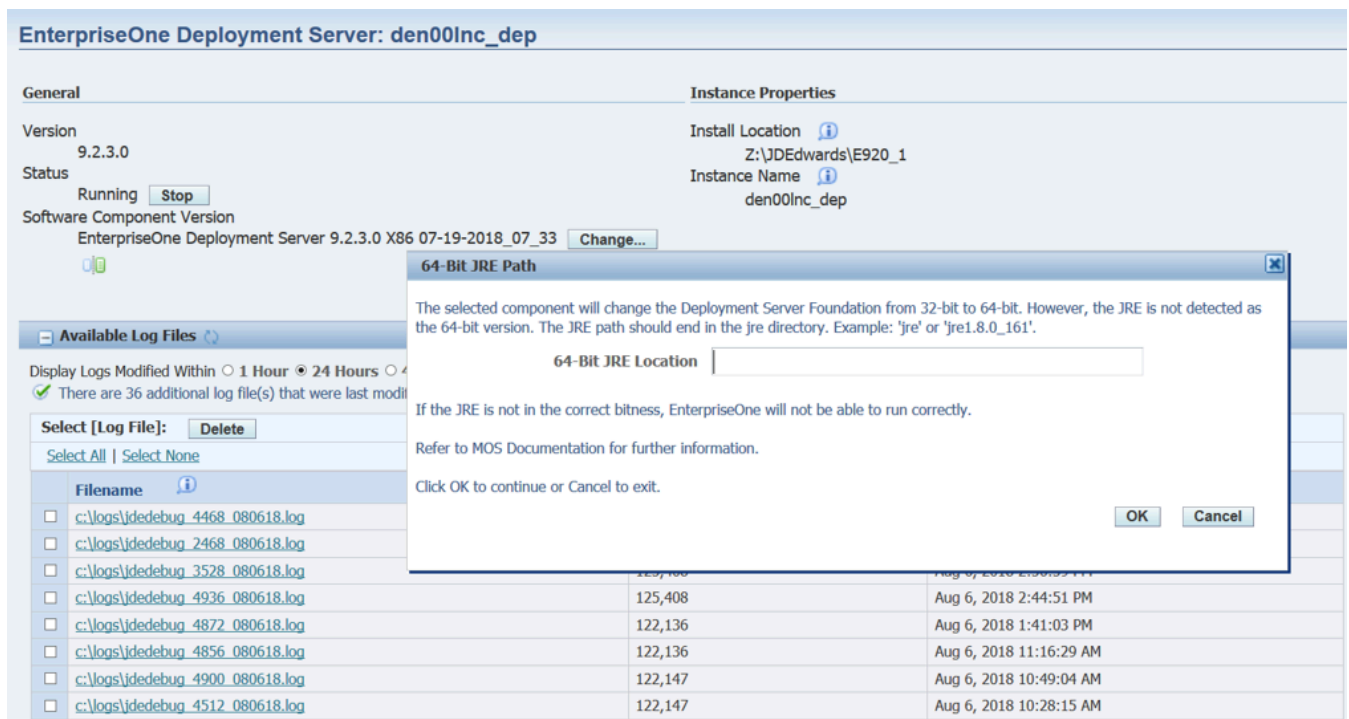 EnterpriseOne Deployment Server: den00lnc_dep
General
Instance Properties
Version
9.2.3.0
Install Location
Z:\JDEdwards\E920_1
Status
Running Stop
Instance Name
den00lnc_dep
Software Component Version
EnterpriseOne Deployment Server 9.2.3.0 X86 07-19-2018_07_33 Change...
64-Bit JRE Path
The selected component will change the Deployment Server Foundation from 32-bit to 64-bit. However, the JRE is not detected as
the 64-bit version. The JRE path should end in the jre directory. Example: 'jre' or 'jre1.8.0_161'.
64-Bit JRE Location
If the JRE is not in the correct bitness, EnterpriseOne will not be able to run correctly.
Refer to MOS Documentation for further information.
Click OK to continue or Cancel to exit.
OK Cancel
Available Log Files
Display Logs Modified Within 1 Hour 24 Hours
There are 36 additional log file(s) that were last
Select [Log File]: Delete
Select All | Select None
Filename
c:\logs\jdedebug_4468_080618.log
c:\logs\jdedebug_2468_080618.log
c:\logs\jdedebug_3528_080618.log
c:\logs\jdedebug_4936_080618.log 125,408 Aug 6, 2018 2:44:51 PM
c:\logs\jdedebug_4872_080618.log 122,136 Aug 6, 2018 1:41:03 PM
c:\logs\jdedebug_4856_080618.log 122,136 Aug 6, 2018 11:16:29 AM
c:\logs\jdedebug_4900_080618.log 122,147 Aug 6, 2018 10:49:04 AM
c:\logs\jdedebug_4512_080618.log 122,147 Aug 6, 2018 10:28:15 AM